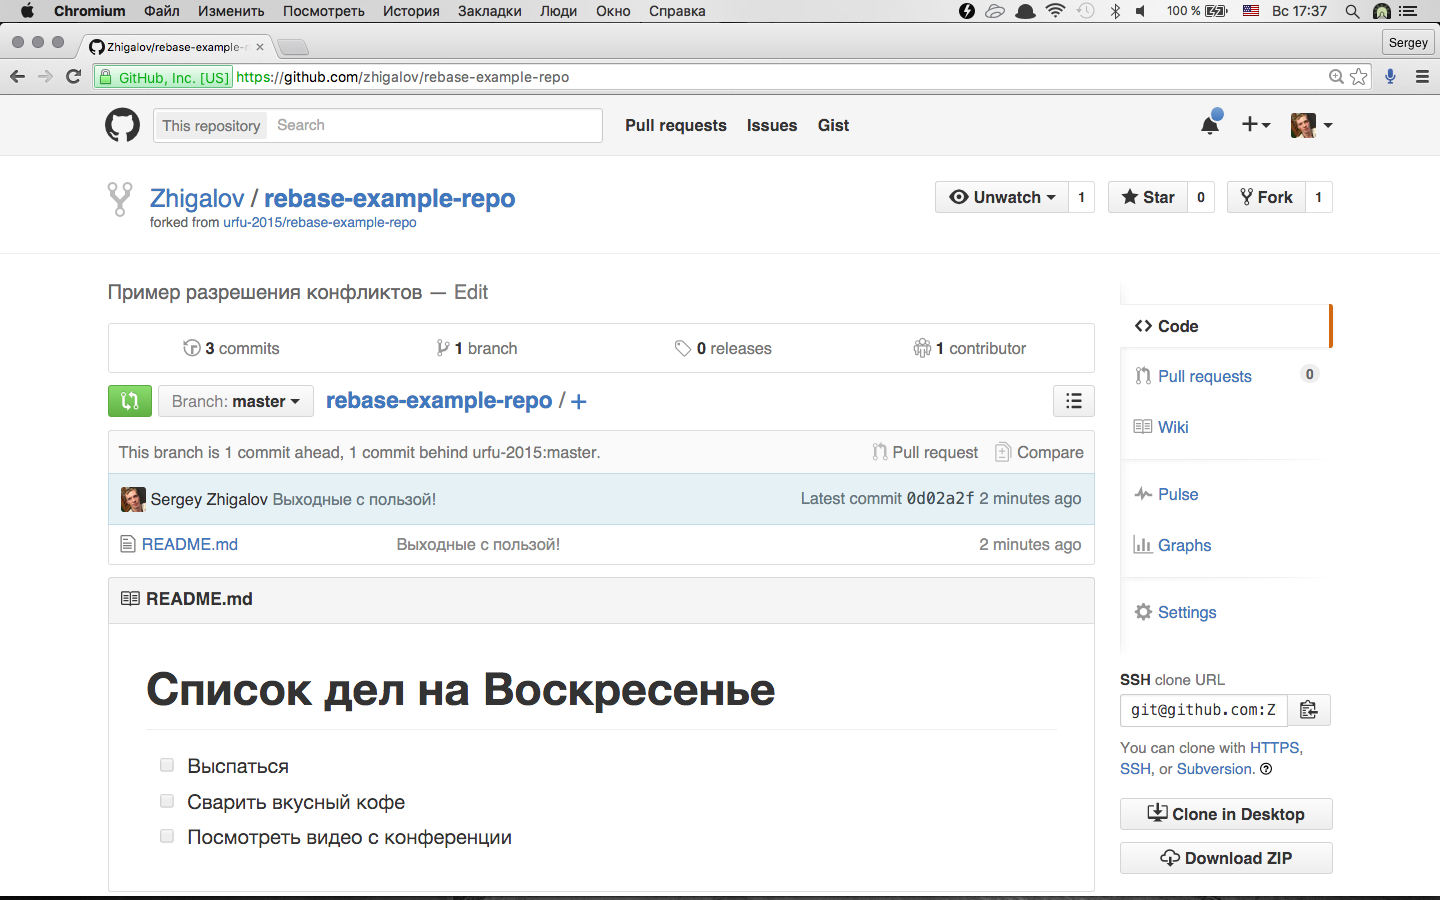 Chromium Файл Изменить Посмотреть История Закладки Люди Окно Справка 100 % Вс 17:37
Zhigalov/rebase-example-r Sergey
GitHub, Inc. [US] https://github.com/zhigalov/rebase-example-repo
This repository Search Pull requests Issues Gist
Zhigalov / rebase-example-repo Unwatch 1 Star 0 Fork 1
forked from urfu-2015/rebase-example-repo
Пример разрешения конфликтов — Edit
3 commits 1 branch 0 releases 1 contributor
Branch: master rebase-example-repo / +
This branch is 1 commit ahead, 1 commit behind urfu-2015:master. Pull request Compare
Sergey Zhigalov Выходные с пользой! Latest commit 0d02a2f 2 minutes ago
README.md Выходные с пользой! 2 minutes ago
README.md
Список дел на Воскресенье
Выспаться
Сварить вкусный кофе
Посмотреть видео с конференции
Code
Pull requests 0
Wiki
Pulse
Graphs
Settings
SSH clone URL
git@github.com:Z
You can clone with HTTPS,
SSH, or Subversion.
Clone in Desktop
Download ZIP